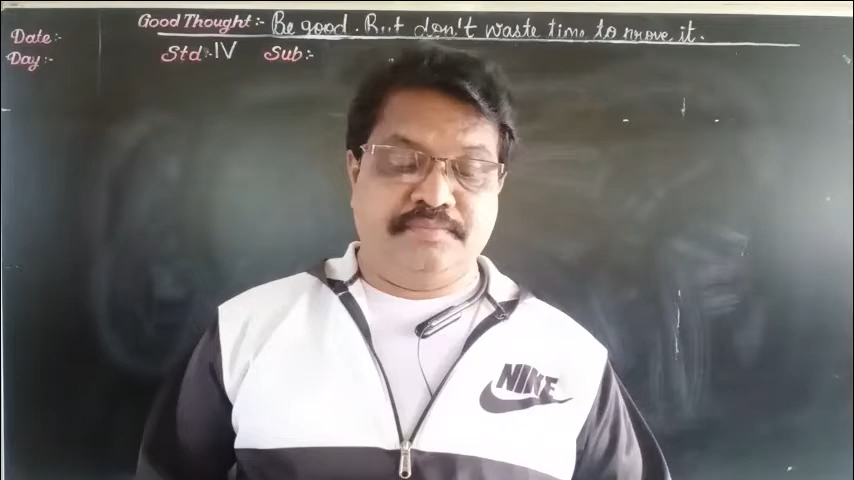 Good Thought:- Be good. But don't waste time to prove it.
Date:-
Day:-
Std:-IV Sub:-
NIKE